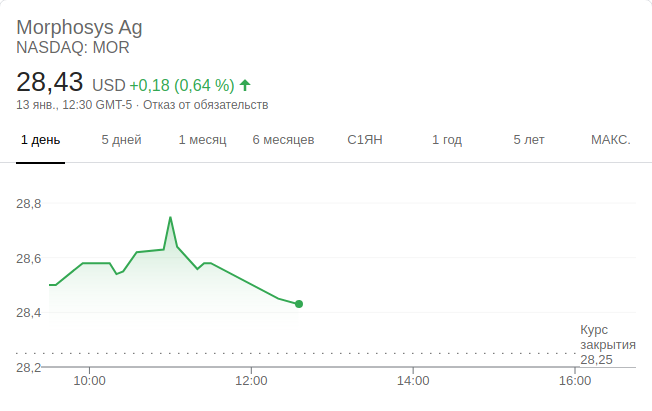 Morphosys Ag
NASDAQ: MOR
28,43 USD +0,18 (0,64 %)
13 янв., 12:30 GMT-5 · Отказ от обязательств
1 день 5 дней 1 месяц 6 месяцев С1ЯН 1 год 5 лет МАКС.
28,8
28,6
28,4
Курс
закрытия
28,25
28,2
10:00 12:00 14:00 16:00